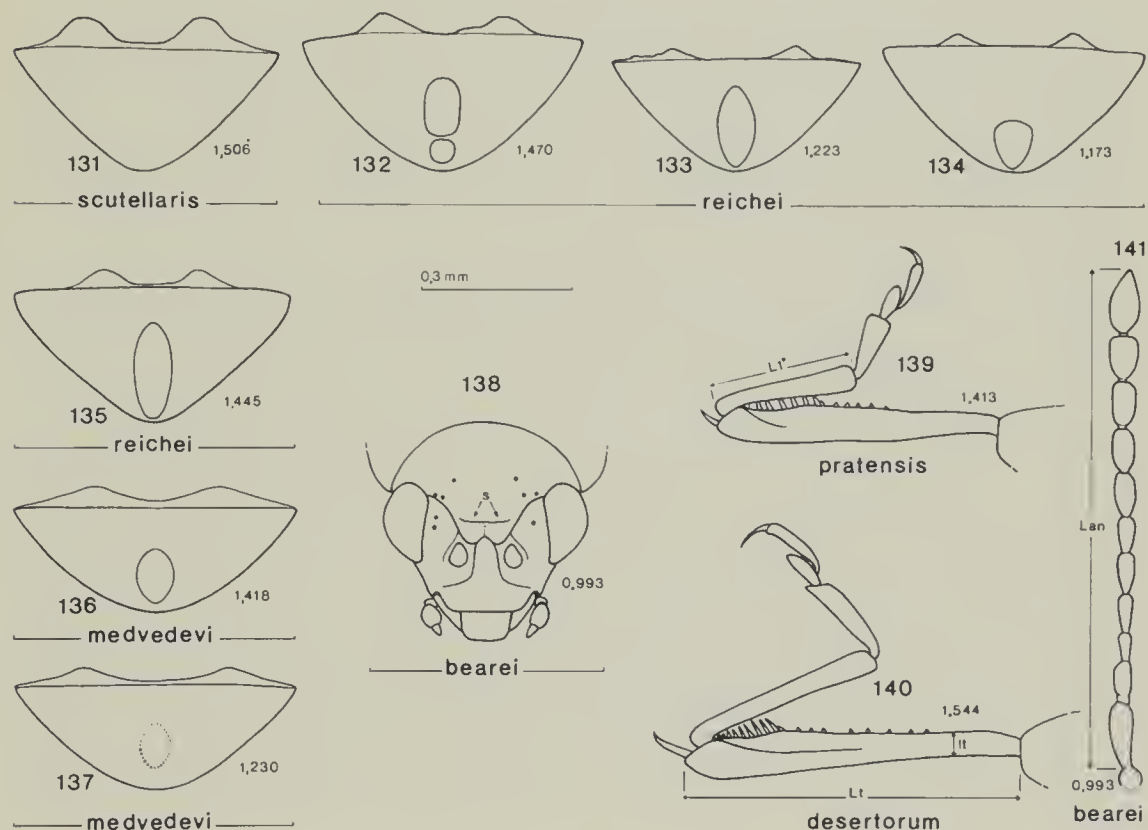 131
1,506
scutellaris
132
1,470
133
1,223
134
1,173
reichei
135
1,445
reichei
0,3 mm
138
s
0,993
bearei
136
1,418
medvedevi
137
1,230
medvedevi
Lt°
139
1,413
pratensis
140
1,544
lt
Lt
desertorum
141
Lan
0,993
bearei